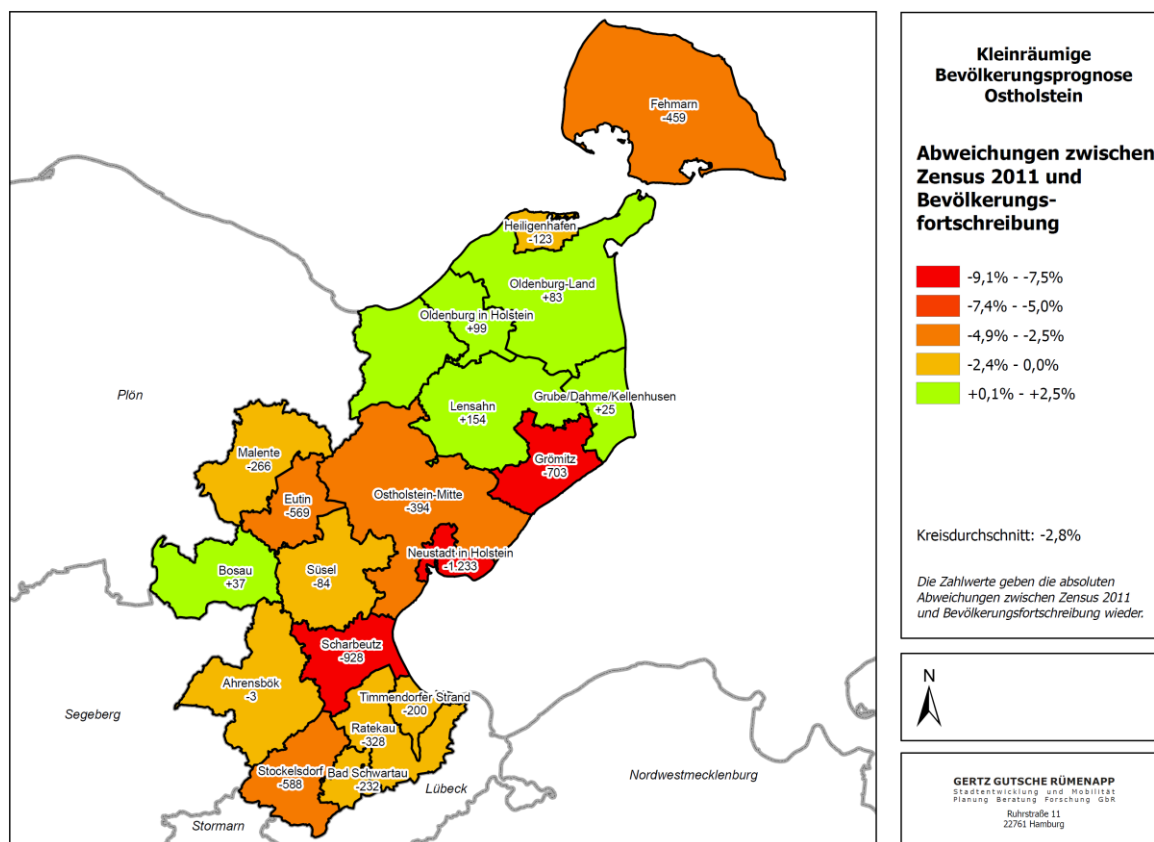 Fehmarn
-459
Heiligenhafen
-123
Oldenburg-Land
+83
Oldenburg in Holstein
+99
Plön
Grube/Dahme/Kellenhusen
+25
Lensahn
+154
Malente
-266
Grömitz
-703
Eutin
-569
Ostholstein-Mitte
-394
Neustadt in Holstein
-1.233
Bosau
+37
Süsel
-84
Scharbeutz
-928
Ahrensbök
-3
Timmendorfer Strand
-200
Segeberg
Ratekau
-328
Stockelsdorf
-588
Bad Schwartau
-232
Lübeck
Nordwestmecklenburg
Stormarn
Kleinräumige
Bevölkerungsprognose
Ostholstein
Abweichungen zwischen
Zensus 2011 und
Bevölkerungs-
fortschreibung
-9,1% - -7,5%
-7,4% - -5,0%
-4,9% - -2,5%
-2,4% - 0,0%
+0,1% - +2,5%
Kreisdurchschnitt: -2,8%
Die Zahlwerte geben die absoluten
Abweichungen zwischen Zensus 2011
und Bevölkerungsfortschreibung wieder.
N
GERTZ GUTSCHE RÜMENAPP
Stadtentwicklung und Mobilität
Planung Beratung Forschung GbR
Ruhrstraße 11
22761 Hamburg